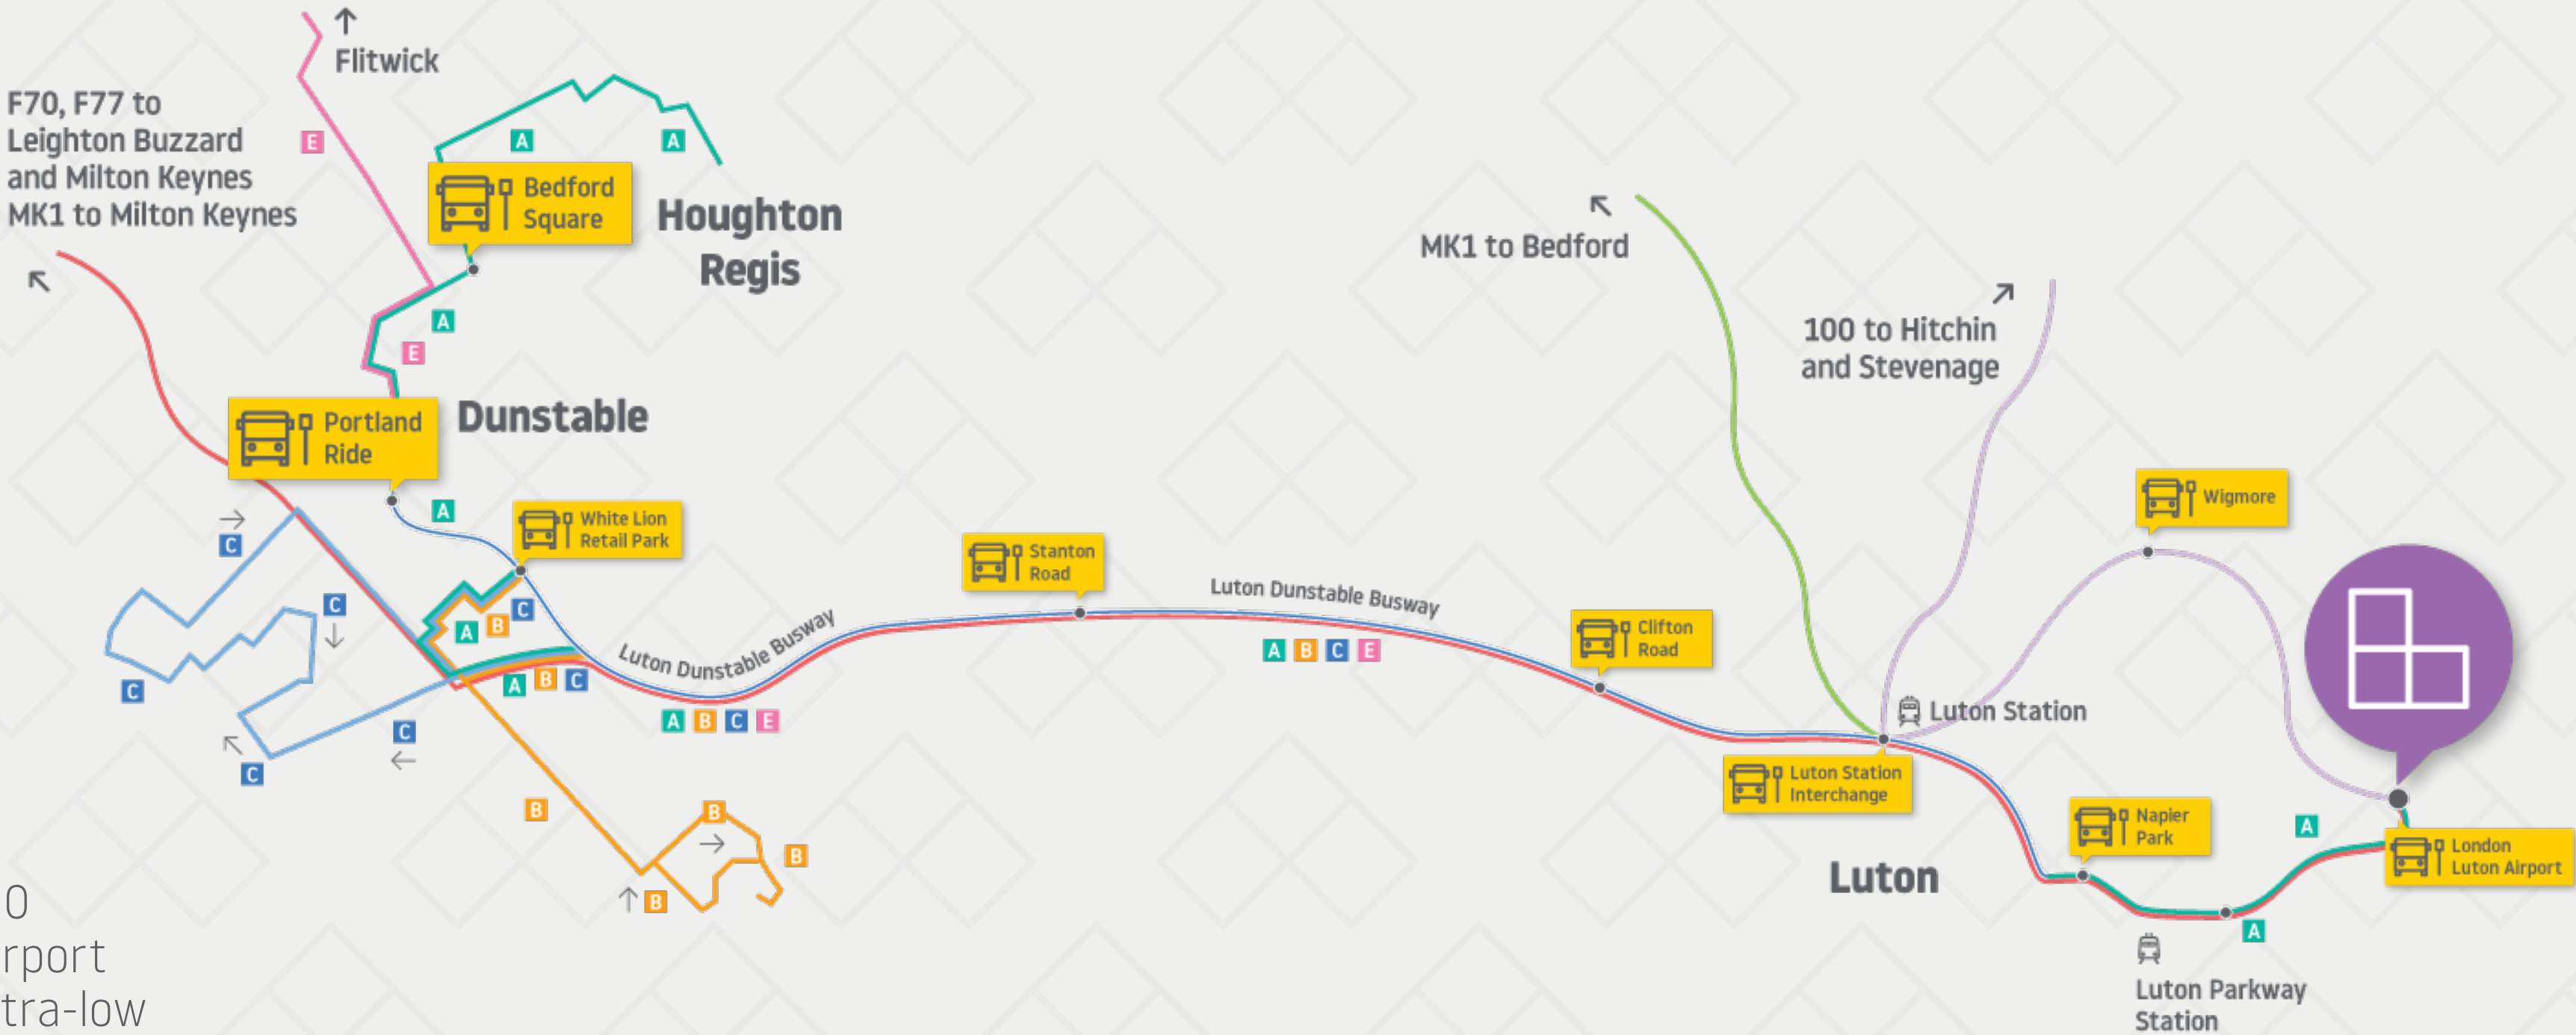 Flitwick
F70, F77 to
Leighton Buzzard
and Milton Keynes
MK1 to Milton Keynes
E
A
A
Bedford
Square
Houghton
Regis
A
E
Portland
Ride
Dunstable
A
C
White Lion
Retail Park
C
A
B
C
C
C
C
A
B
C
Luton Dunstable Busway
A
B
C
E
B
B
B
B
Stanton
Road
Luton Dunstable Busway
A
B
C
E
MK1 to Bedford
100 to Hitchin
and Stevenage
Clifton
Road
Wigmore
Luton Station
Luton Station
Interchange
Luton
Napier
Park
A
London
Luton Airport
A
Luton Parkway
Station
0
rport
tra-low